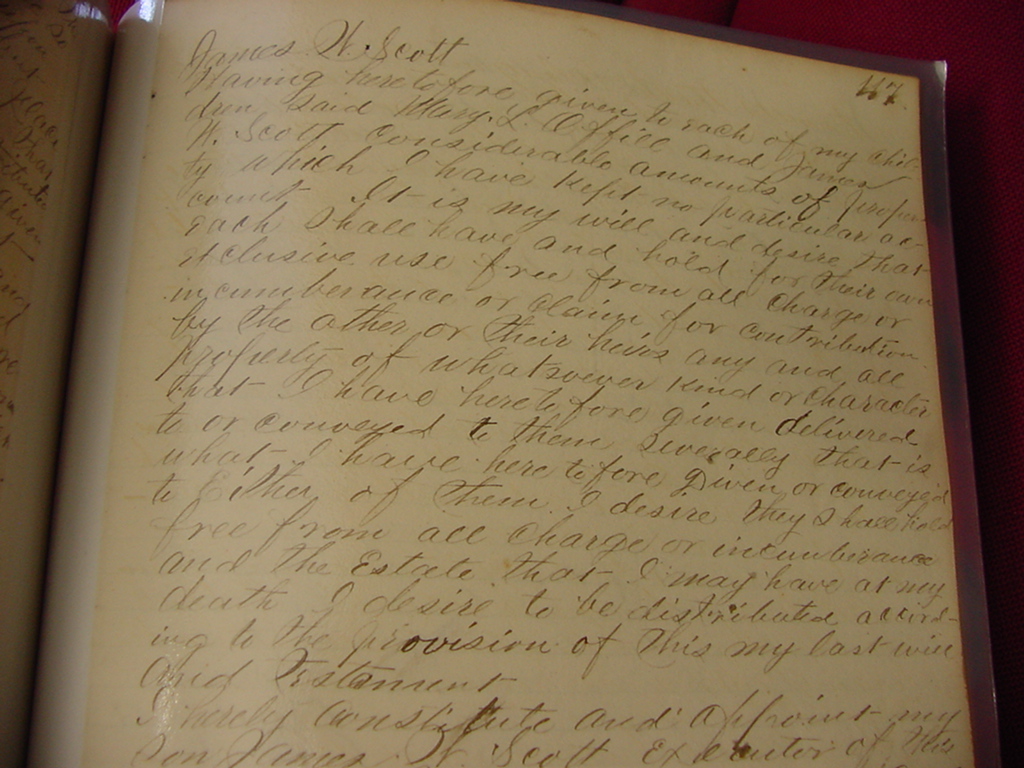 447
James W. Scott
Having heretofore given to each of my chil
dren said Mary L. Office and James
W. Scott considerable amounts of proper
ty which I have kept no particular ac-
count. It is my will and desire that
each shall have and hold for their own
exclusive use free from all charge or
incumberance or claim for contribution
by the other, or their heirs any and all
property of whatsoever kind or character
that I have heretofore given delivered
to or conveyed to them severally that is
what I have here to fore given, or conveyed
to Either of them I desire they shall hold
free from all charge or incumberance
and the Estate that I may have at my
death I desire to be distributed accord-
ing to the provision of this my last will
and Testament
I hereby constitute and appoint my
son James W. Scott Executor of this